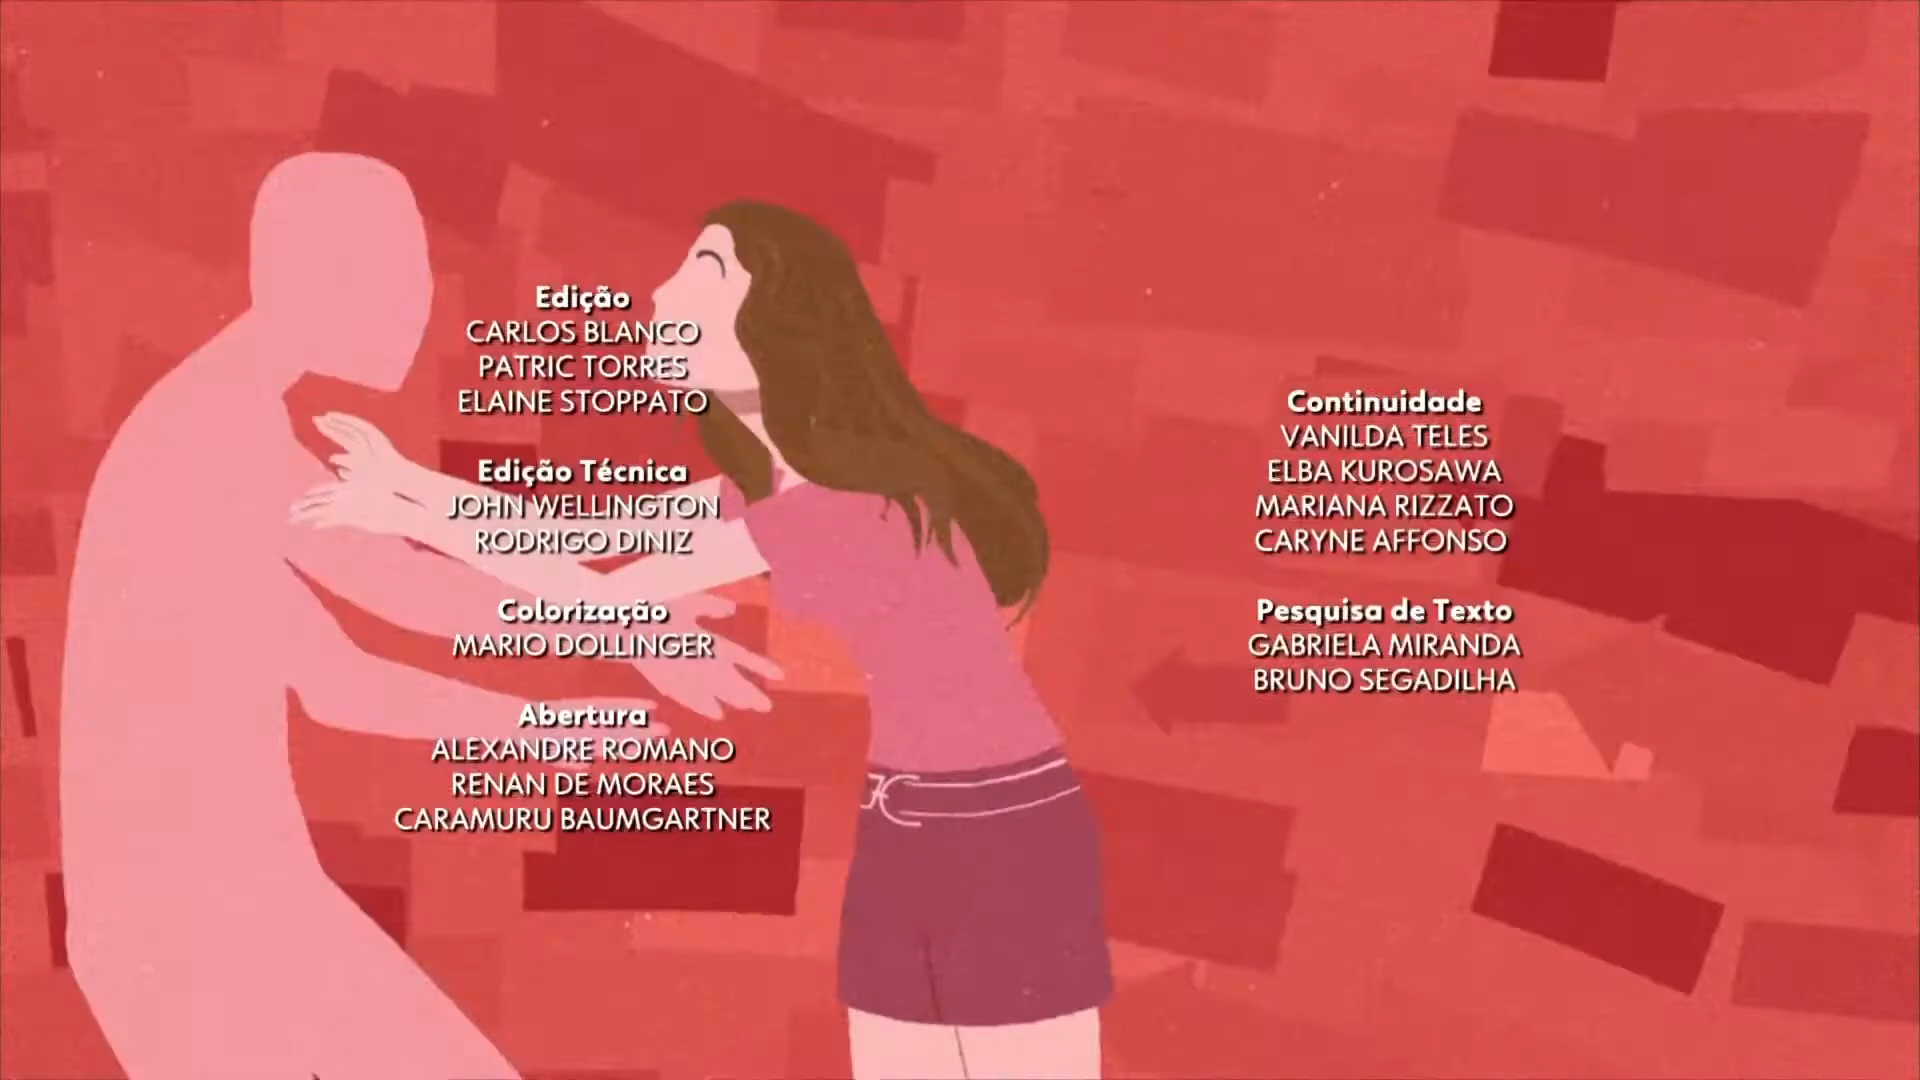 Edição
CARLOS BLANCO
PATRIC TORRES
ELAINE STOPPATO
Edição Técnica
JOHN WELLINGTON
RODRIGO DINIZ
Colorização
MARIO DOLLINGER
Abertura
ALEXANDRE ROMANO
RENAN DE MORAES
CARAMURU BAUMGARTNER
Continuidade
VANILDA TELES
ELBA KUROSAWA
MARIANA RIZZATO
CARYNE AFFONSO
Pesquisa de Texto
GABRIELA MIRANDA
BRUNO SEGADILHA